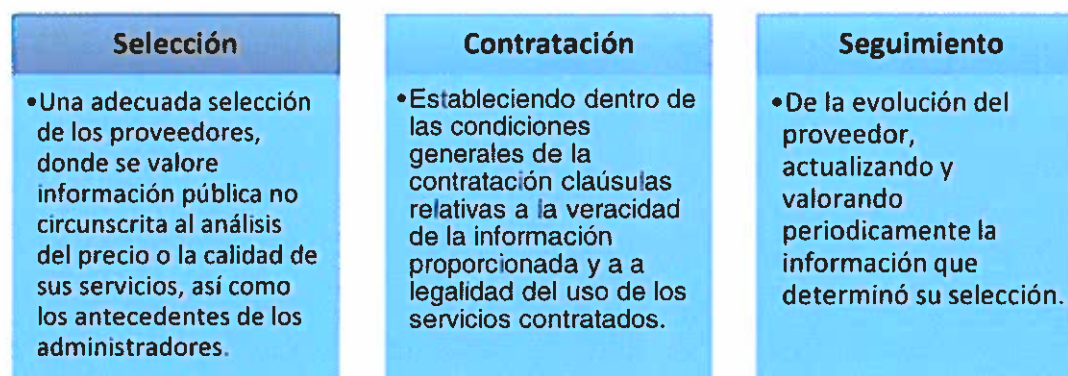 Selección
•Una adecuada selección
de los proveedores,
donde se valore
información pública no
circunscrita al análisis
del precio o la calidad de
sus servicios, así como
los antecedentes de los
administradores.
Contratación
•Estableciendo dentro de
las condiciones
generales de la
contratación claúsulas
relativas a la veracidad
de la información
proporcionada y a a
legalidad del uso de los
servicios contratados.
Seguimiento
•De la evolución del
proveedor,
actualizando y
valorando
periodicamente la
información que
determinó su selección.